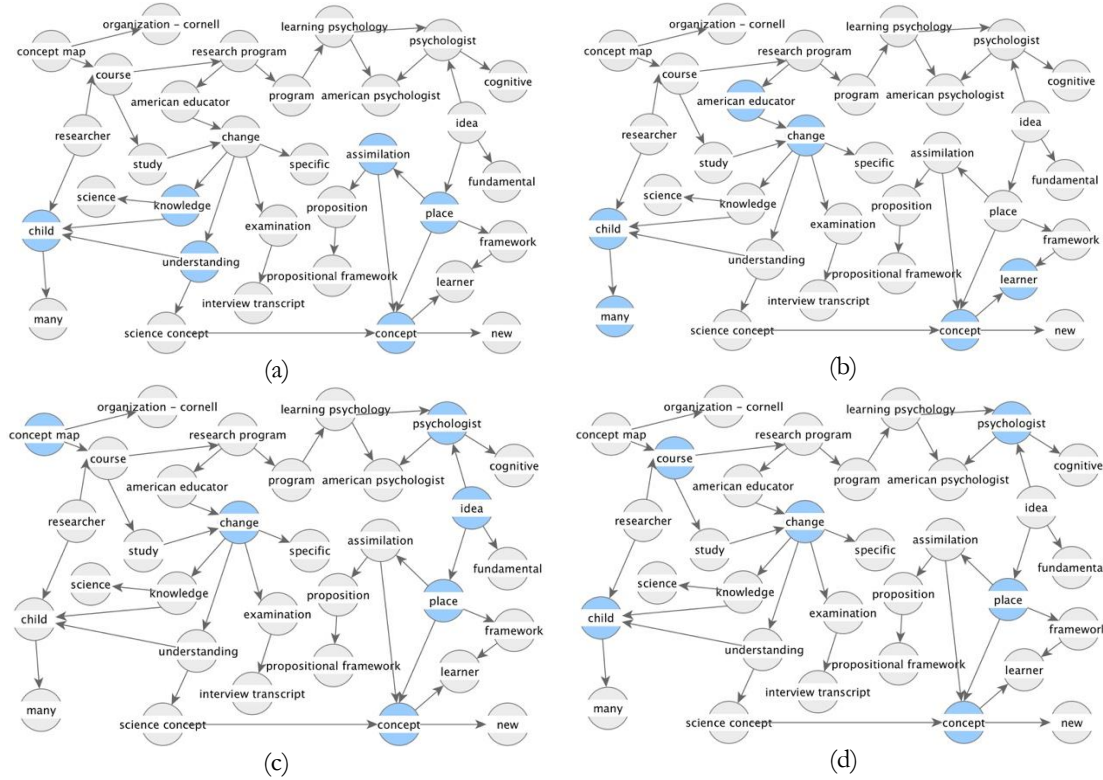 organization - cornell
concept map
learning psychology
research program
psychologist
course
cognitive
american educator
program
american psychologist
researcher
change
idea
study
assimilation
specific
fundamental
science
knowledge
proposition
place
child
examination
framework
understanding
propositional framework
learner
interview transcript
many
science concept
concept
new
(a)
organization - cornell
concept map
learning psychology
research program
psychologist
course
cognitive
american educator
program
american psychologist
researcher
change
idea
study
assimilation
specific
fundamental
science
knowledge
proposition
place
child
examination
framework
understanding
propositional framework
learner
interview transcript
many
science concept
concept
new
(b)
organization - cornell
concept map
learning psychology
research program
psychologist
course
cognitive
american educator
program
american psychologist
researcher
change
idea
study
assimilation
specific
fundamental
science
knowledge
proposition
place
child
examination
framework
understanding
propositional framework
learner
interview transcript
many
science concept
concept
new
(c)
organization - cornell
concept map
learning psychology
research program
psychologist
course
cognitive
american educator
program
american psychologist
researcher
change
idea
study
assimilation
specific
fundamental
science
knowledge
proposition
place
child
examination
framework
understanding
propositional framework
learner
interview transcript
many
science concept
concept
new
(d)